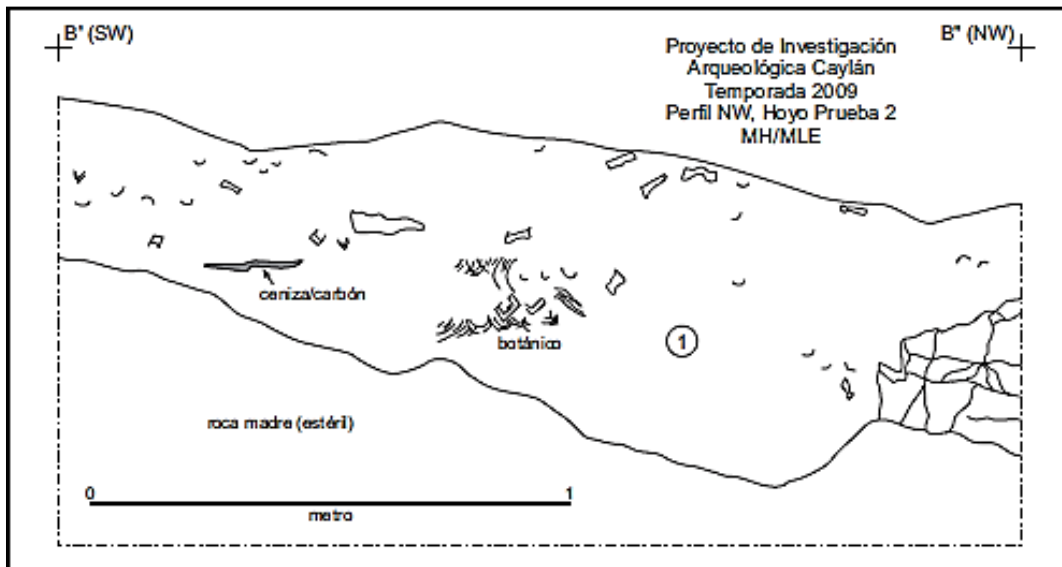 B" (SW)
B" (NW)
Proyecto de Investigación
Arqueológica Caylán
Temporada 2009
Perfil NW, Hoyo Prueba 2
MH/MLE
ceniza/carbón
botánico
1
roca madre (estéril)
0
1
metro